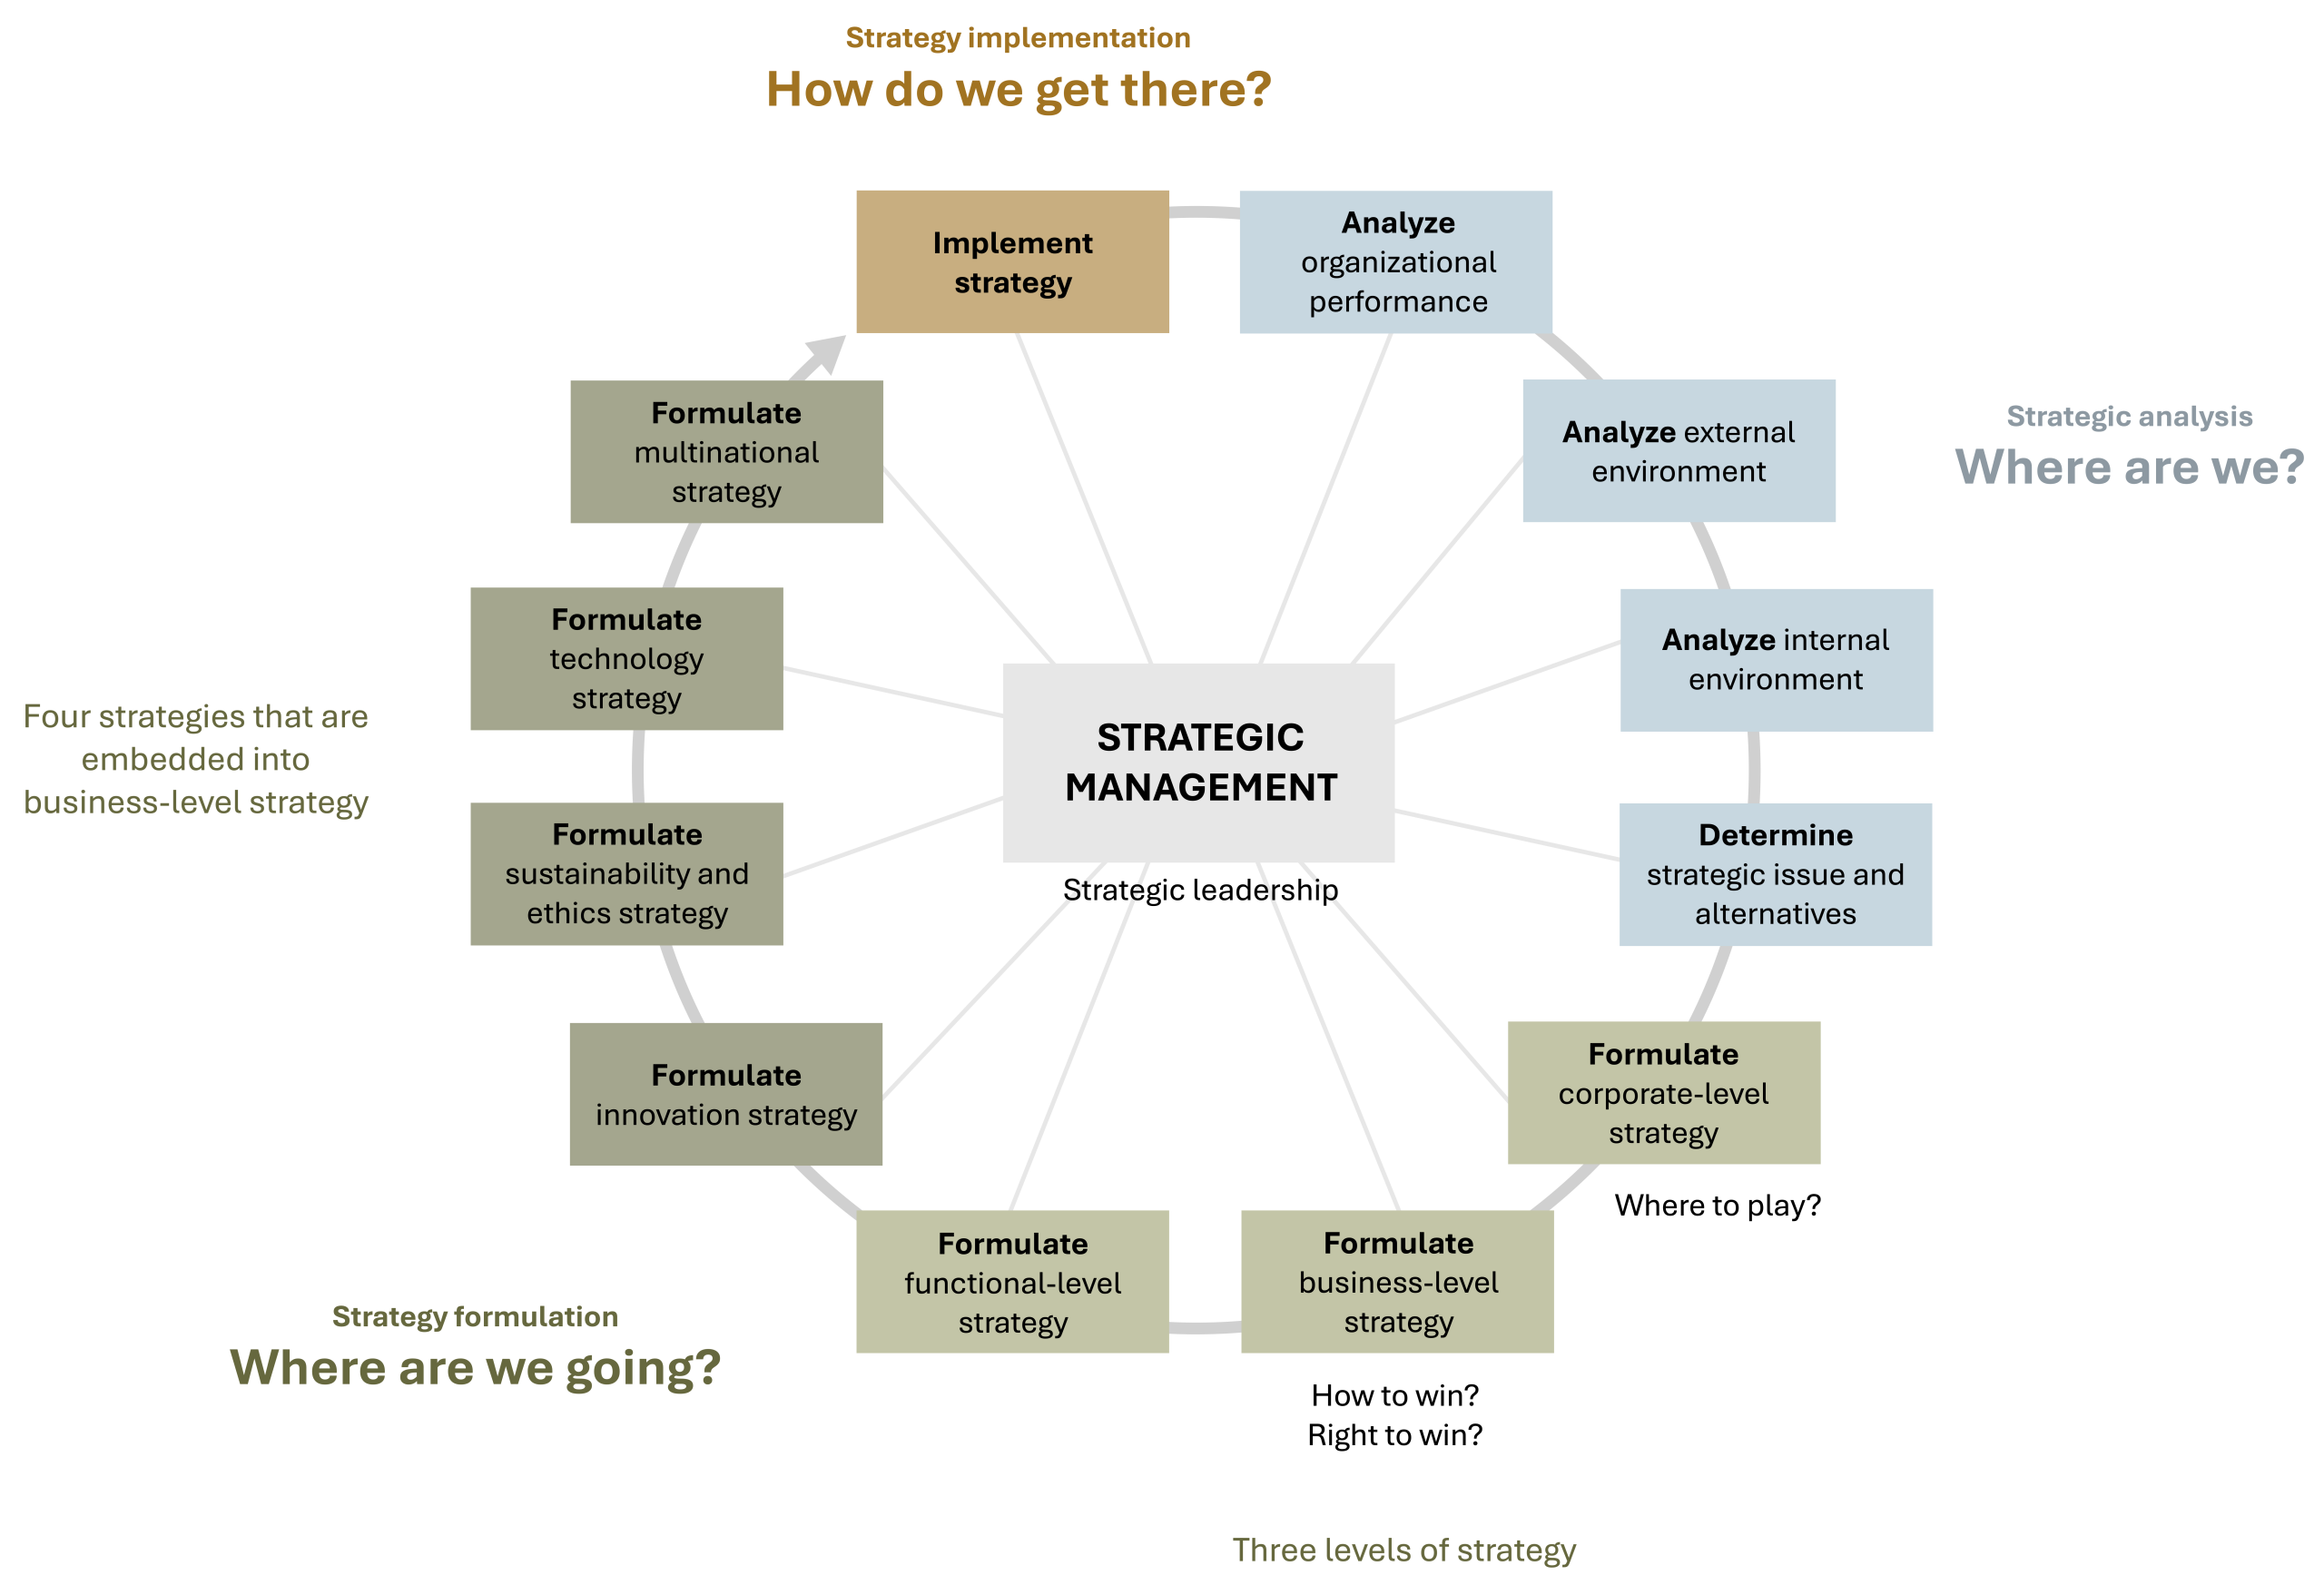 Strategy implementation
How do we get there?
Implement
strategy
Analyze
organizational
performance
Analyze external
environment
Strategic analysis
Where are we?
Analyze internal
environment
Determine
strategic issue and
alternatives
Formulate
corporate-level
strategy
Where to play?
Formulate
business-level
strategy
How to win?
Right to win?
Three levels of strategy
Formulate
functional-level
strategy
Strategy formulation
Where are we going?
Formulate
innovation strategy
Formulate
sustainability and
ethics strategy
Four strategies that are
embedded into
business-level strategy
Formulate
technology
strategy
Formulate
multinational
strategy
STRATEGIC
MANAGEMENT
Strategic leadership